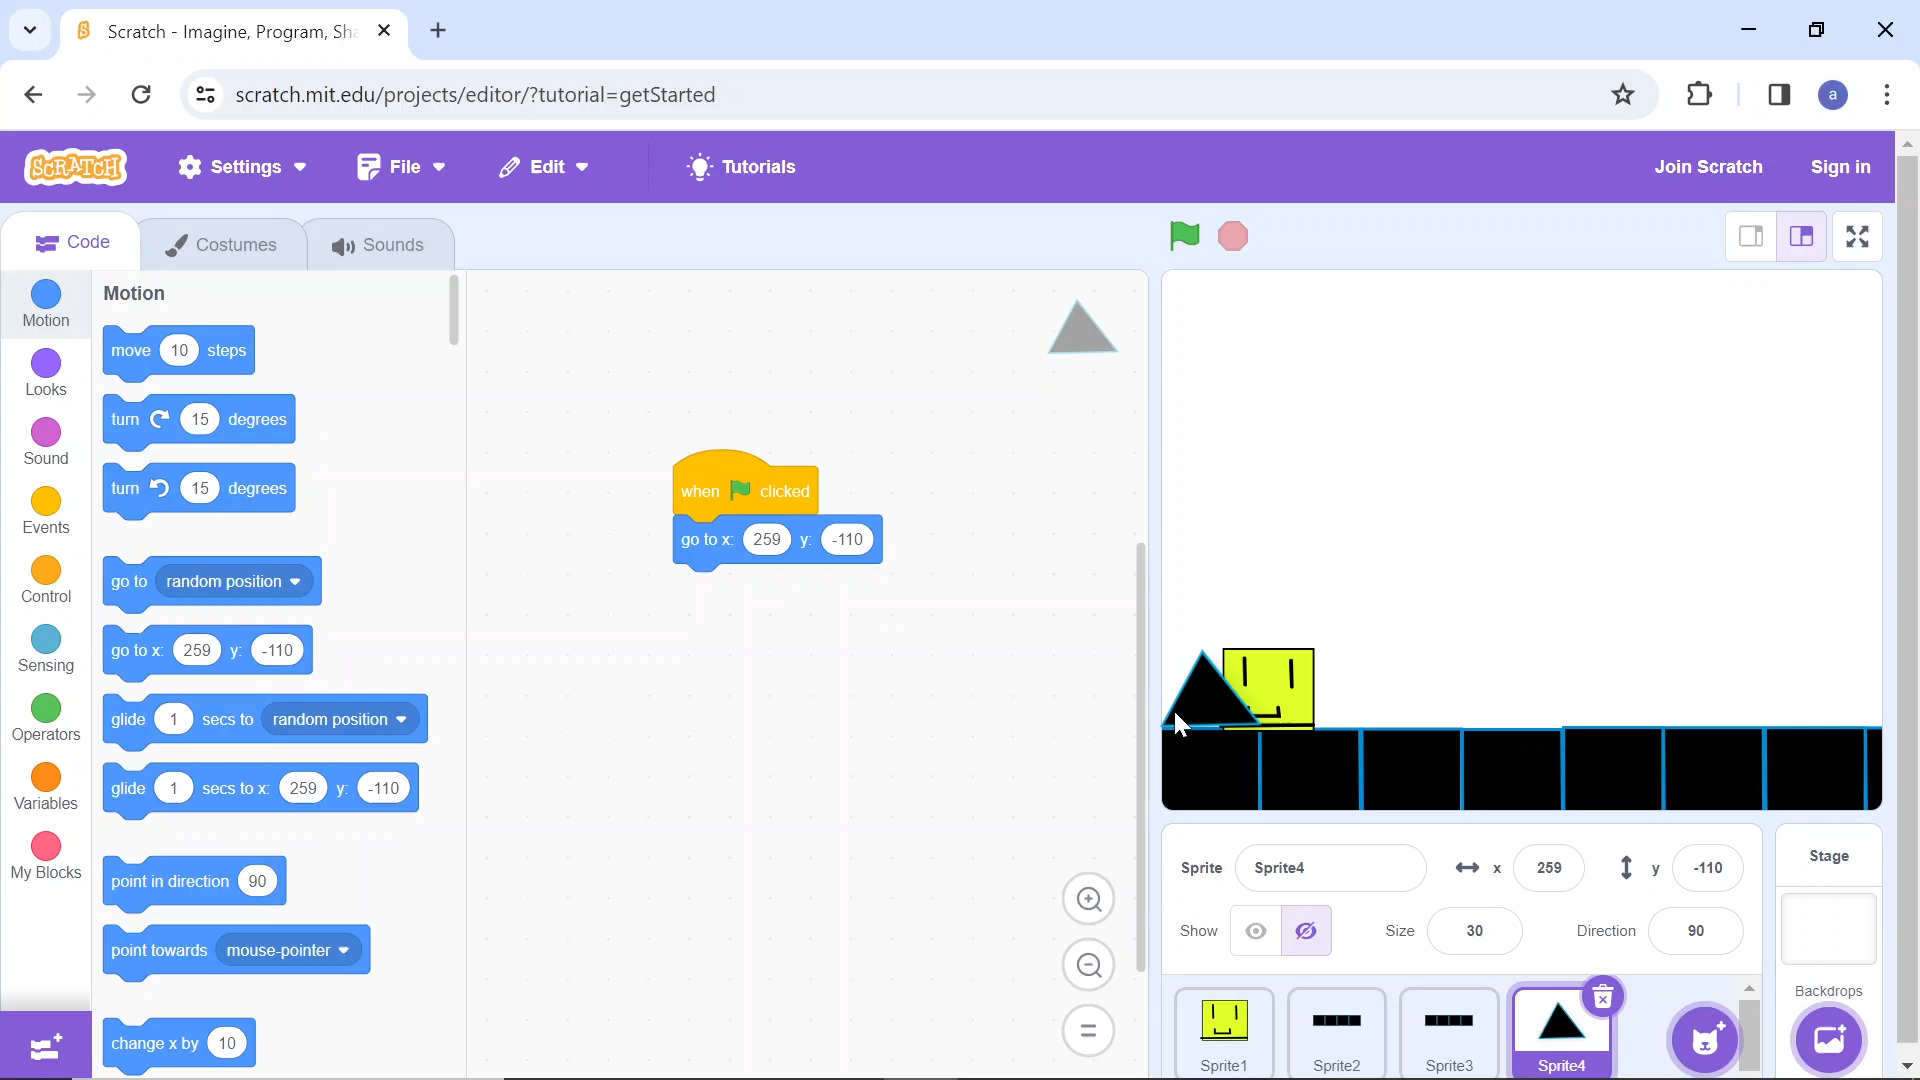 Scratch - Imagine, Program, Sha
scratch.mit.edu/projects/editor/?tutorial=getStarted
a
SCRATCH
Settings
File
Edit
Tutorials
Join Scratch
Sign in
Code
Costumes
Sounds
Motion
Looks
Sound
Events
Control
Sensing
Operators
Variables
My Blocks
Motion
move 10 steps
turn 15 degrees
turn 15 degrees
go to random position
go to x: 259 y: -110
glide 1 secs to random position
glide 1 secs to x: 259 y: -110
point in direction 90
point towards mouse-pointer
change x by 10
when clicked
go to x: 259 y: -110
Sprite Sprite4 x 259 y -110
Show Size 30 Direction 90
Sprite1
Sprite2
Sprite3
Sprite4
Stage
Backdrops